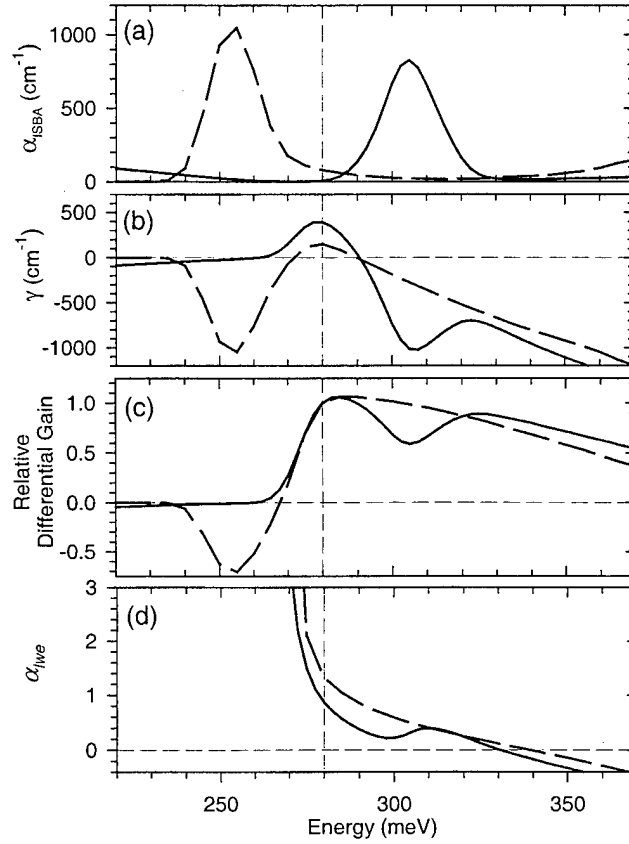 (a)
1000
500
0
α_ISBA (cm⁻¹)
(b)
500
0
-500
-1000
γ (cm⁻¹)
(c)
1.0
0.5
0.0
-0.5
Relative
Differential Gain
(d)
3
2
1
0
α_lwe
250 300 350
Energy (meV)